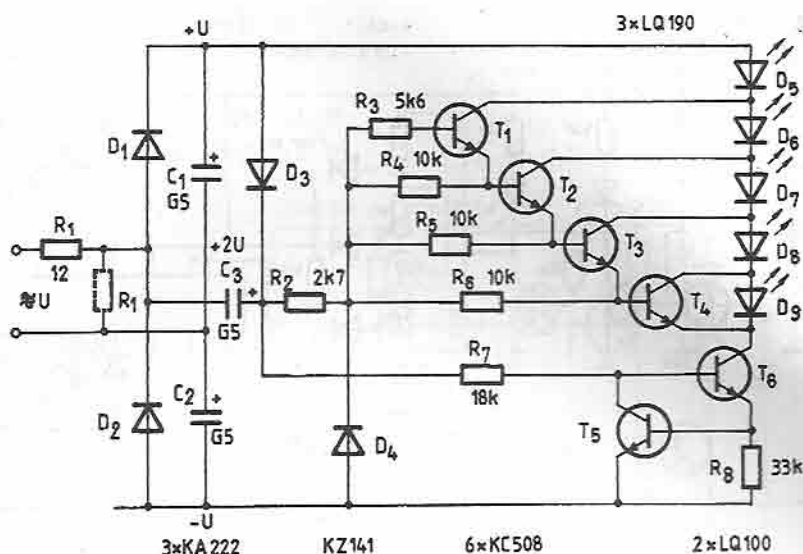 +U
3×LQ190
D5
R3 5k6
T1
D1
R4 10k
D6
C1
G5
D3
T2
D7
R5 10k
R1
12
+2U
T3
D8
C3
G5
R2 2k7
R6 10k
T4
D9
≈U
R1
R7
18k
T6
C2
G5
D2
D4
T5
R8 33k
-U
3×KA222
KZ141
6×KC508
2×LQ100